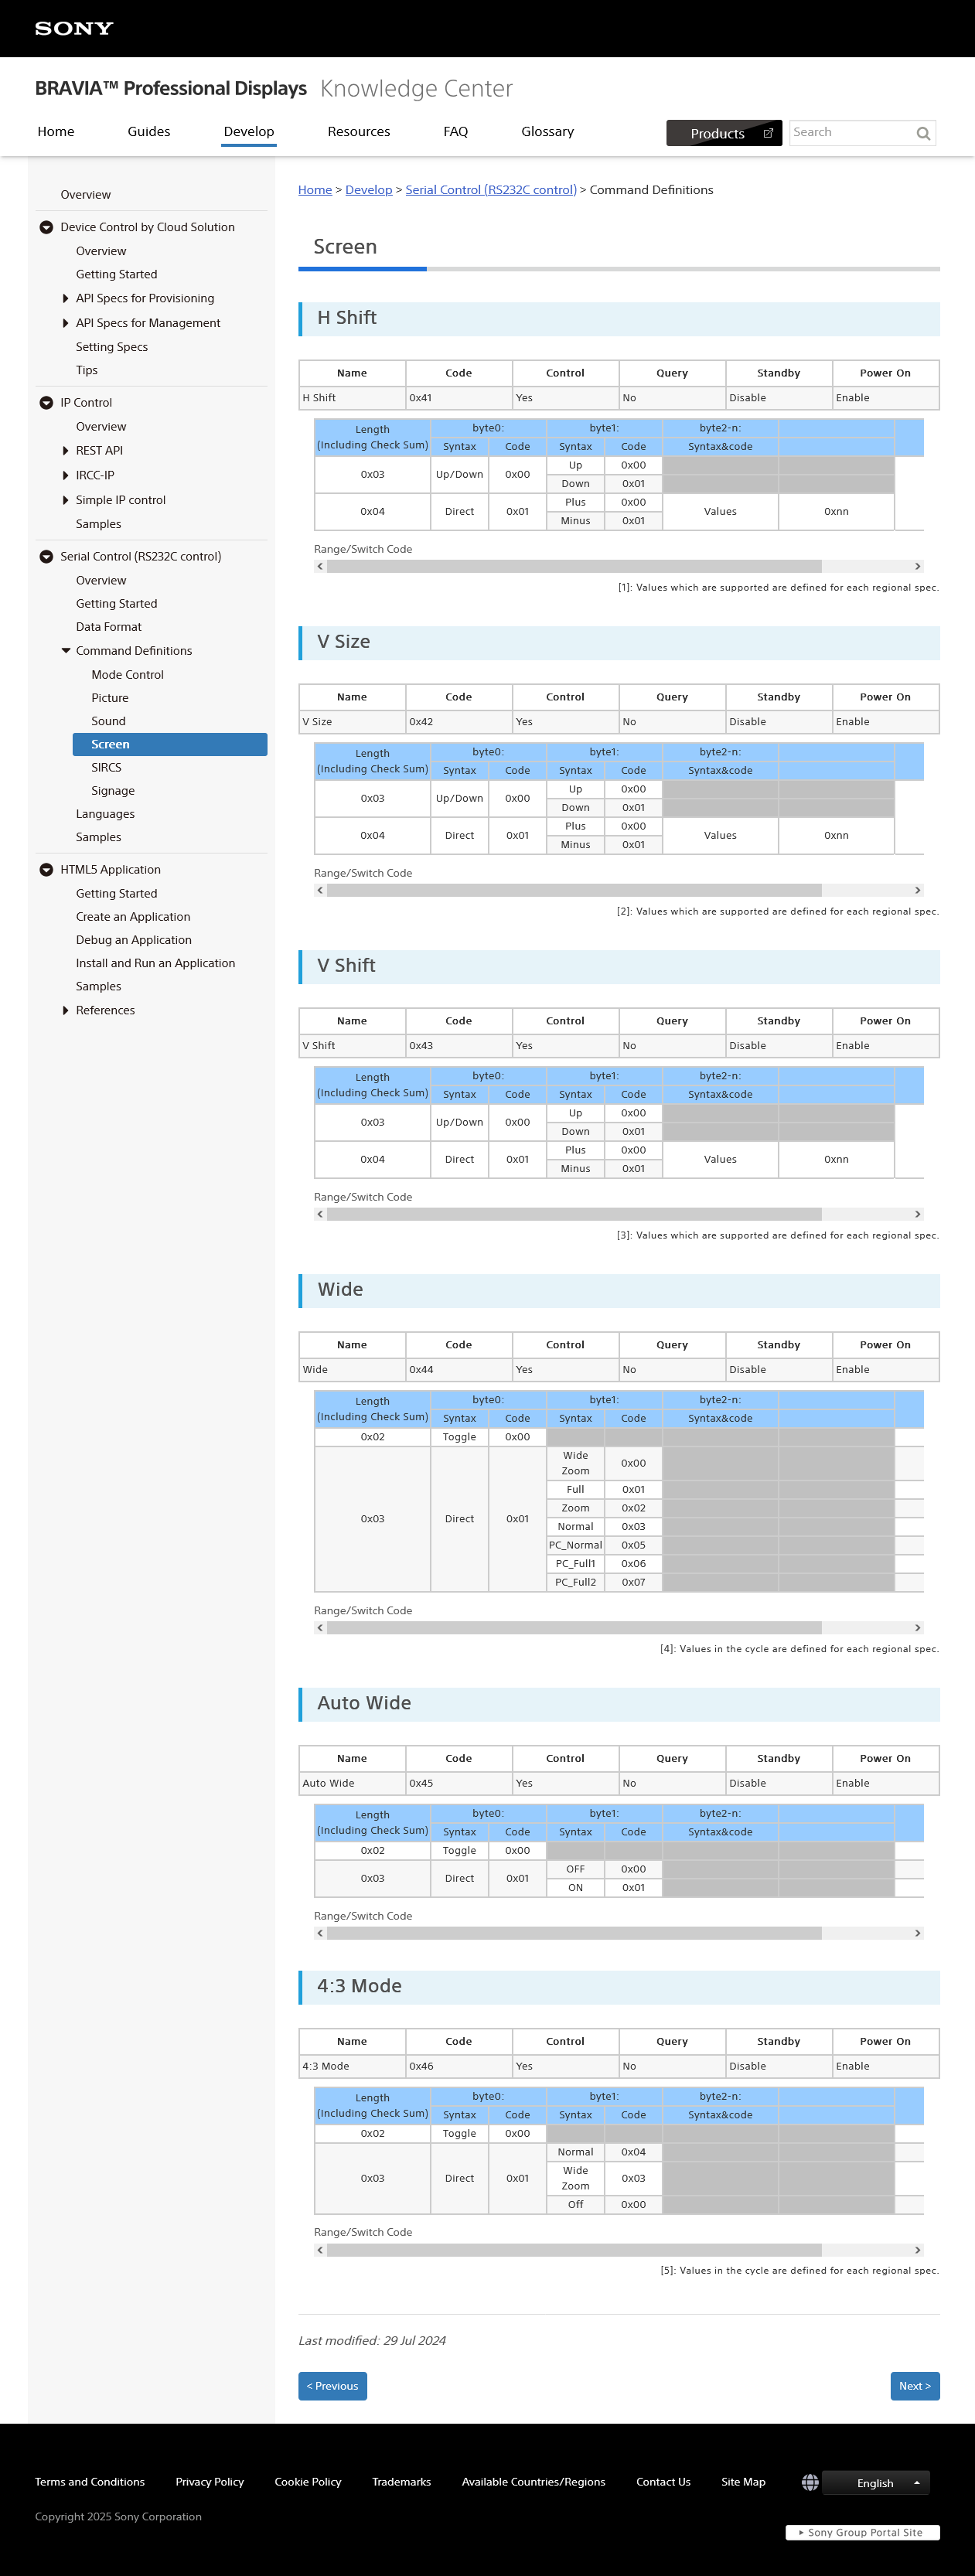 SONY
BRAVIA™ Professional Displays Knowledge Center
Home Guides Develop Resources FAQ Glossary Products Search
Overview
Device Control by Cloud Solution
Overview
Getting Started
API Specs for Provisioning
API Specs for Management
Setting Specs
Tips
IP Control
Overview
REST API
IRCC-IP
Simple IP control
Samples
Serial Control (RS232C control)
Overview
Getting Started
Data Format
Command Definitions
Mode Control
Picture
Sound
Screen
SIRCS
Signage
Languages
Samples
HTML5 Application
Getting Started
Create an Application
Debug an Application
Install and Run an Application
Samples
References
Home > Develop > Serial Control (RS232C control) > Command Definitions
Screen
H Shift
Name Code Control Query Standby Power On
H Shift 0x41 Yes No Disable Enable
Length (Including Check Sum) byte0: byte1: byte2-n:
Syntax Code Syntax Code Syntax&code
0x03 Up/Down 0x00 Up 0x00
Down 0x01
0x04 Direct 0x01 Plus 0x00 Values 0xnn
Minus 0x01
Range/Switch Code
[1]: Values which are supported are defined for each regional spec.
V Size
Name Code Control Query Standby Power On
V Size 0x42 Yes No Disable Enable
Length (Including Check Sum) byte0: byte1: byte2-n:
Syntax Code Syntax Code Syntax&code
0x03 Up/Down 0x00 Up 0x00
Down 0x01
0x04 Direct 0x01 Plus 0x00 Values 0xnn
Minus 0x01
Range/Switch Code
[2]: Values which are supported are defined for each regional spec.
V Shift
Name Code Control Query Standby Power On
V Shift 0x43 Yes No Disable Enable
Length (Including Check Sum) byte0: byte1: byte2-n:
Syntax Code Syntax Code Syntax&code
0x03 Up/Down 0x00 Up 0x00
Down 0x01
0x04 Direct 0x01 Plus 0x00 Values 0xnn
Minus 0x01
Range/Switch Code
[3]: Values which are supported are defined for each regional spec.
Wide
Name Code Control Query Standby Power On
Wide 0x44 Yes No Disable Enable
Length (Including Check Sum) byte0: byte1: byte2-n:
Syntax Code Syntax Code Syntax&code
0x02 Toggle 0x00
0x03 Direct 0x01 Wide Zoom 0x00
Full 0x01
Zoom 0x02
Normal 0x03
PC_Normal 0x05
PC_Full1 0x06
PC_Full2 0x07
Range/Switch Code
[4]: Values in the cycle are defined for each regional spec.
Auto Wide
Name Code Control Query Standby Power On
Auto Wide 0x45 Yes No Disable Enable
Length (Including Check Sum) byte0: byte1: byte2-n:
Syntax Code Syntax Code Syntax&code
0x02 Toggle 0x00
0x03 Direct 0x01 OFF 0x00
ON 0x01
Range/Switch Code
4:3 Mode
Name Code Control Query Standby Power On
4:3 Mode 0x46 Yes No Disable Enable
Length (Including Check Sum) byte0: byte1: byte2-n:
Syntax Code Syntax Code Syntax&code
0x02 Toggle 0x00
0x03 Direct 0x01 Normal 0x04
Wide Zoom 0x03
Off 0x00
Range/Switch Code
[5]: Values in the cycle are defined for each regional spec.
Last modified: 29 Jul 2024
< Previous Next >
Terms and Conditions Privacy Policy Cookie Policy Trademarks Available Countries/Regions Contact Us Site Map English
Copyright 2025 Sony Corporation
Sony Group Portal Site